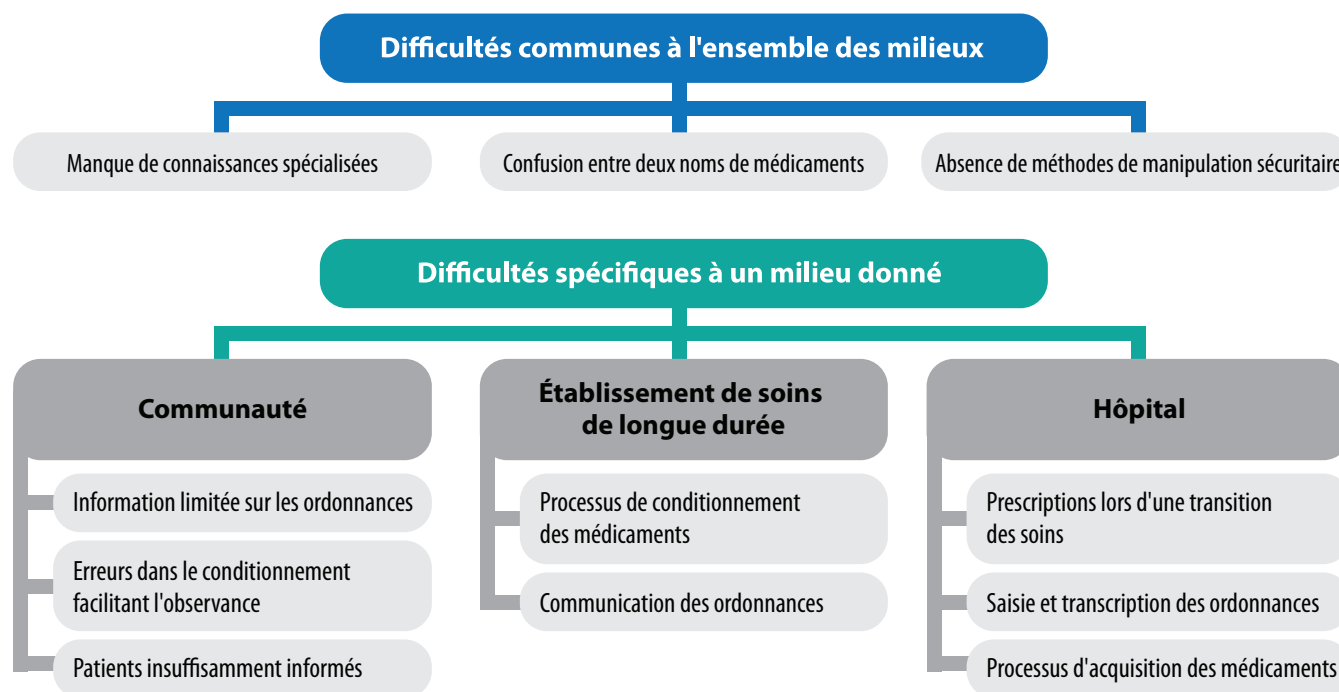 Difficultés communes à l'ensemble des milieux
Manque de connaissances spécialisées
Confusion entre deux noms de médicaments
Absence de méthodes de manipulation sécuritaire
Difficultés spécifiques à un milieu donné
Communauté
Information limitée sur les ordonnances
Erreurs dans le conditionnement
facilitant l'observance
Patients insuffisamment informés
Établissement de soins
de longue durée
Processus de conditionnement
des médicaments
Communication des ordonnances
Hôpital
Prescriptions lors d'une transition
des soins
Saisie et transcription des ordonnances
Processus d'acquisition des médicaments